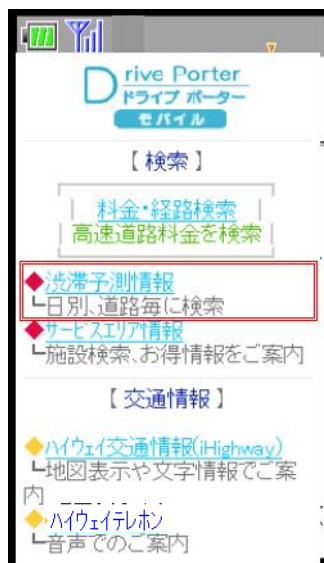 Drive Porter
ドライブ ポーター
モバイル
【 検索 】
料金・経路検索
高速道路料金を検索
◆渋滞予測情報
┗日別、道路毎に検索
◆サービスエリア情報
┗施設検索、お得情報をご案内
【 交通情報 】
◆ハイウェイ交通情報(iHighway)
┗地図表示や文字情報でご案
内
◆ハイウェイテレホン
┗音声でのご案内